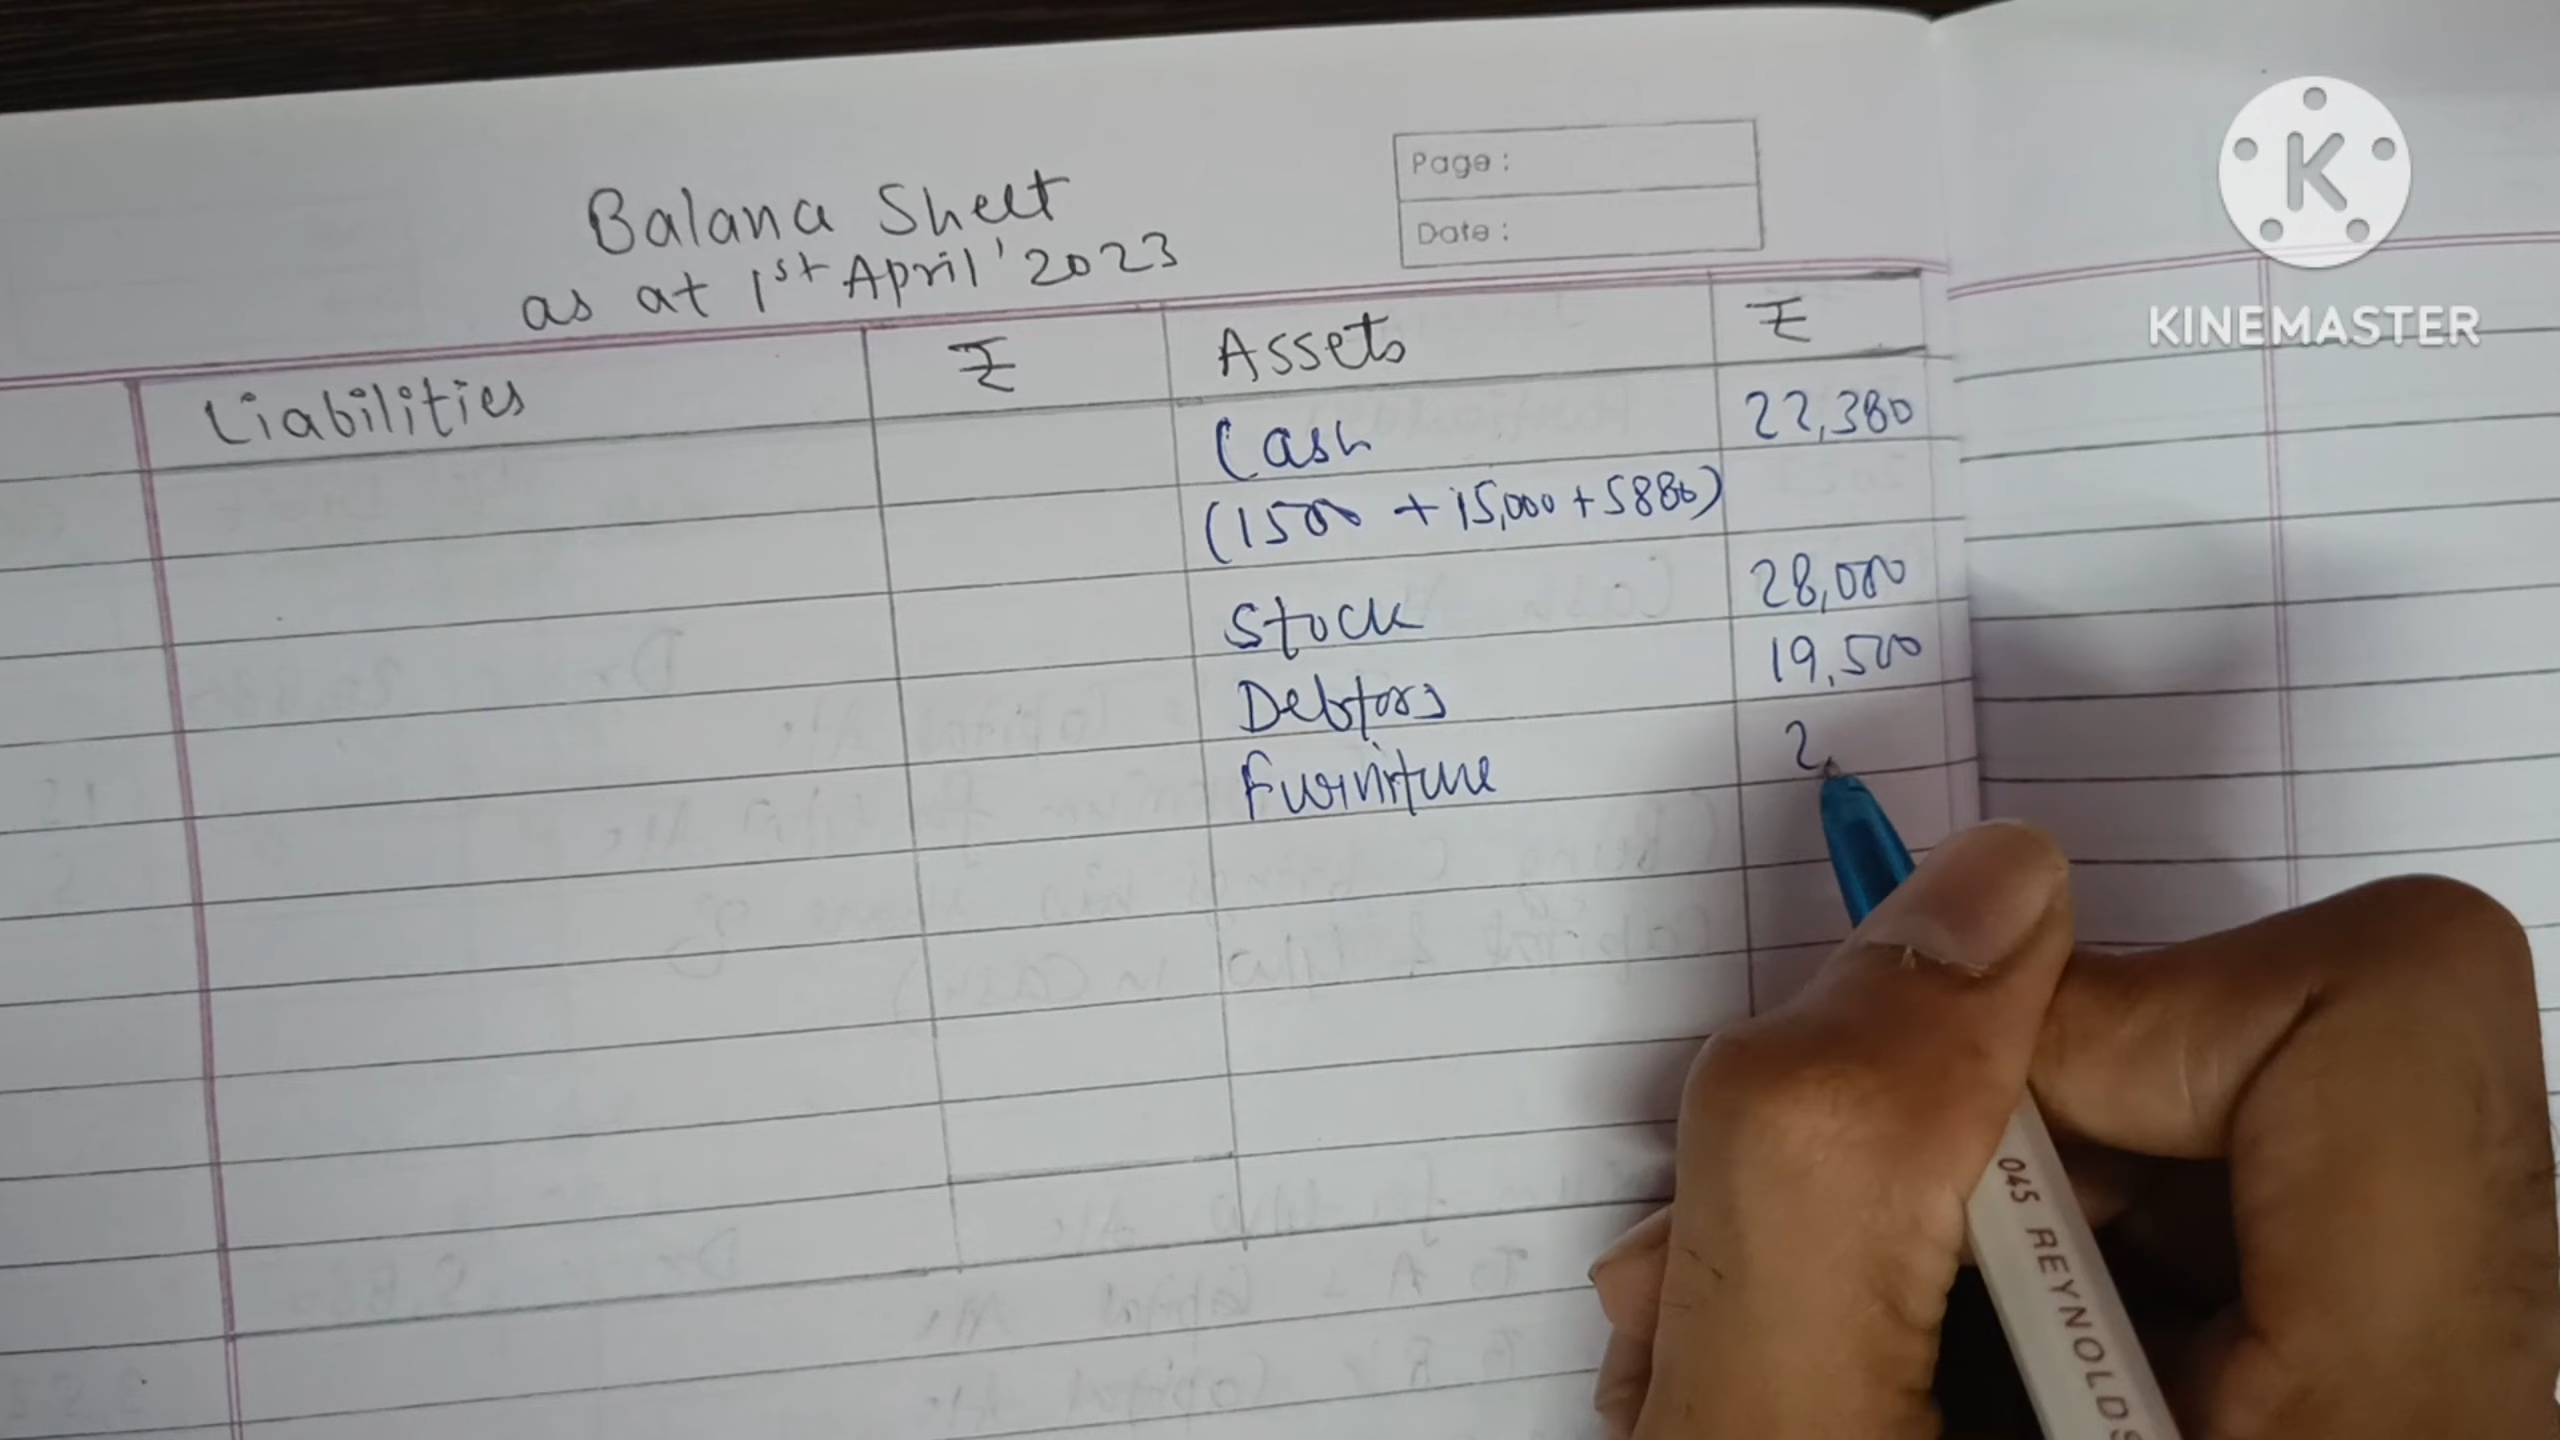 Page :
Date :
KINEMASTER
Balance Sheet
as at 1st April' 2023
Liabilities ₹ Assets ₹
Cash 22,380
(1500 + 15,000 + 5880)
Stock 28,000
Debtors 19,500
Furniture 2,
045 REYNOLDS